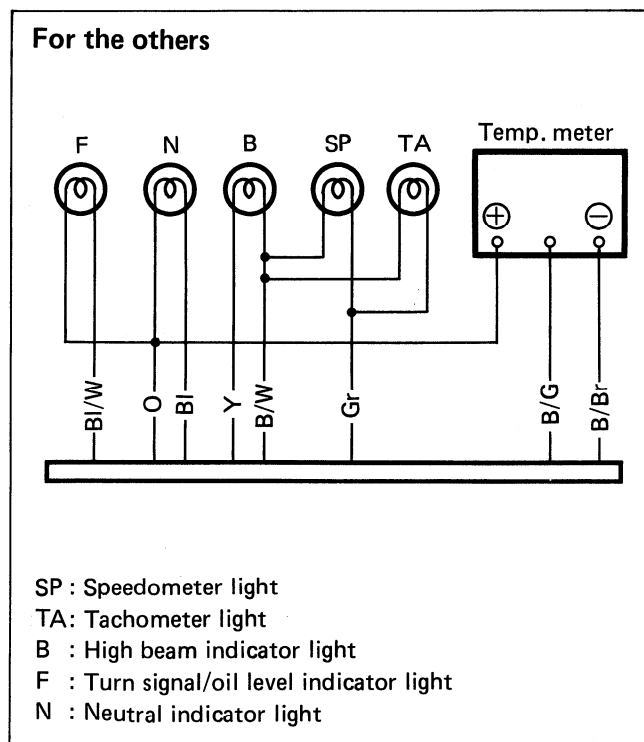 For the others
F N B SP TA Temp. meter
+ −
Bl/W O Bl Y B/W Gr B/G B/Br
SP : Speedometer light
TA: Tachometer light
B : High beam indicator light
F : Turn signal/oil level indicator light
N : Neutral indicator light